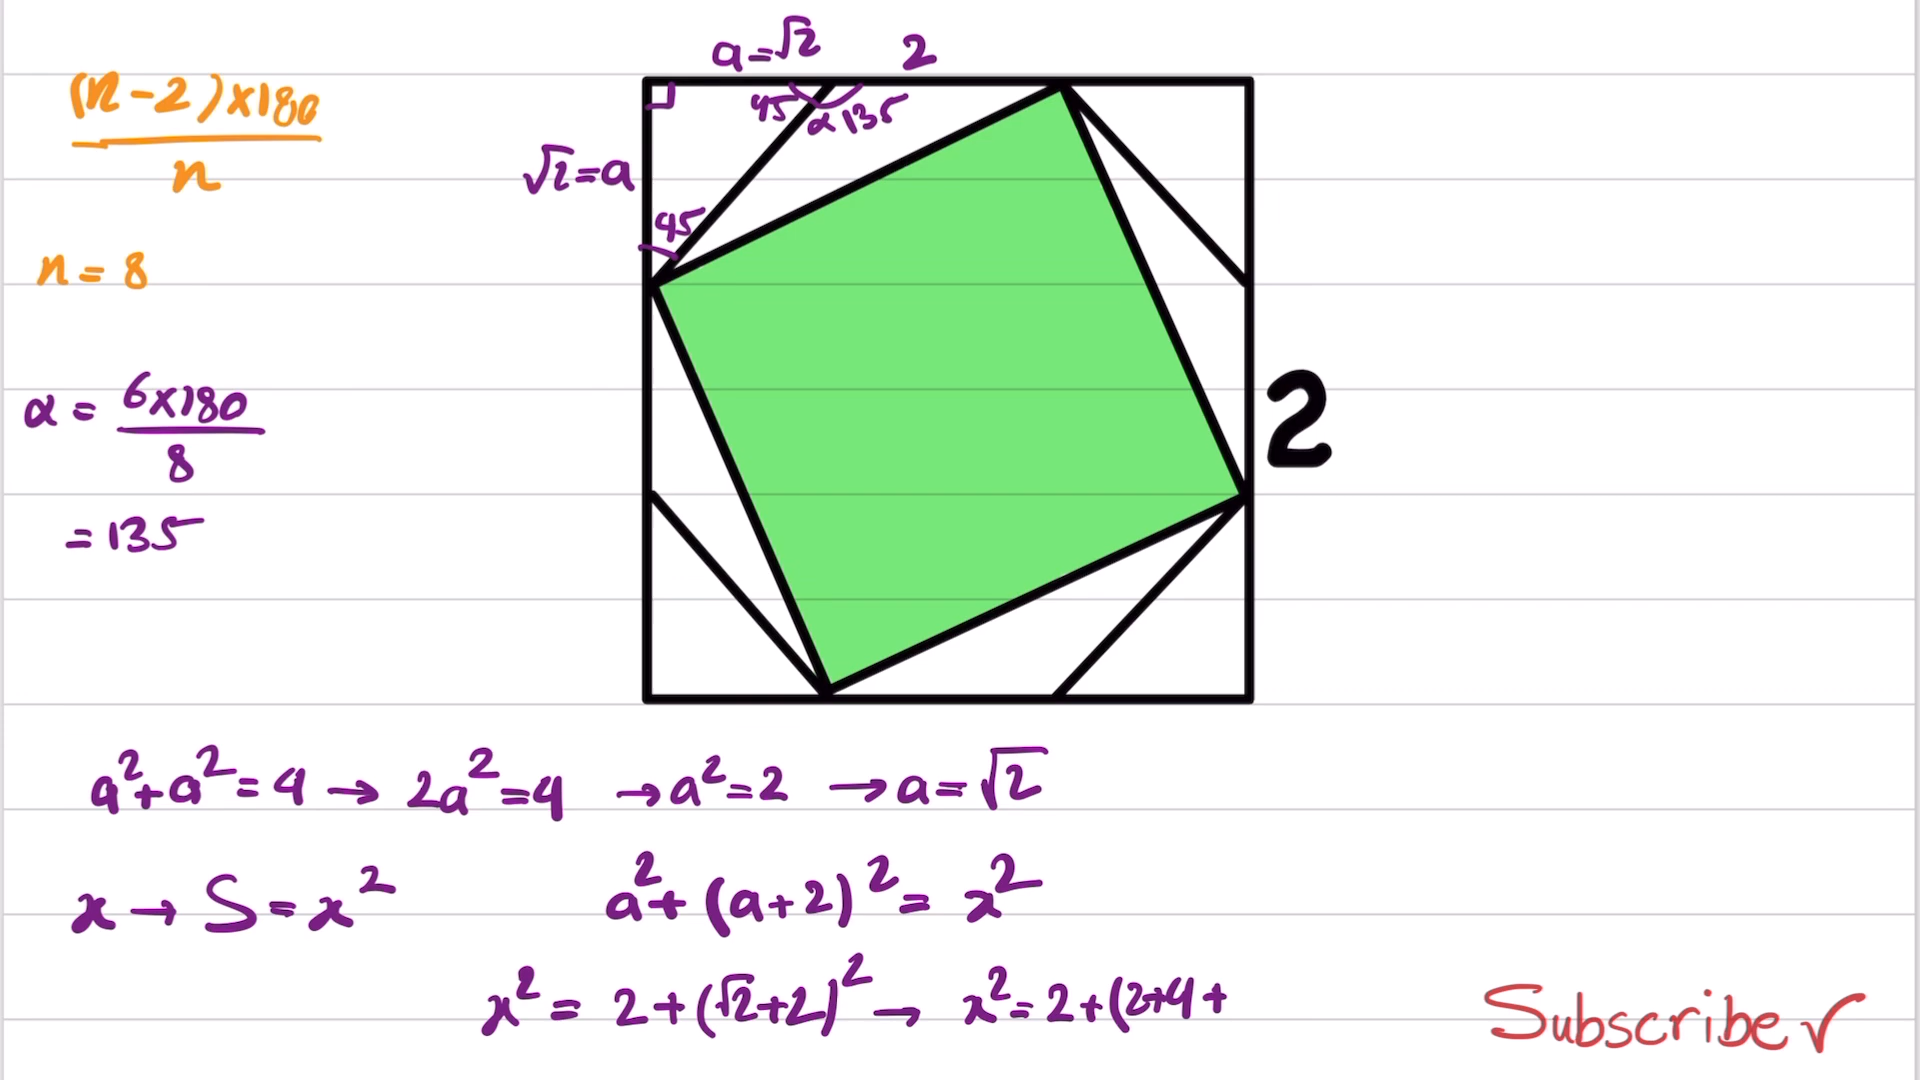 a=√2 2
(n-2)×180
n
45 α 135
√2=a
45
n = 8
2
α = 6×180
8
= 135
a²+a²=4 → 2a²=4 → a²=2 → a=√2
x → S=x² a²+(a+2)²= x²
x² = 2+(√2+2)² → x²=2+(2+4+
Subscribe ✓